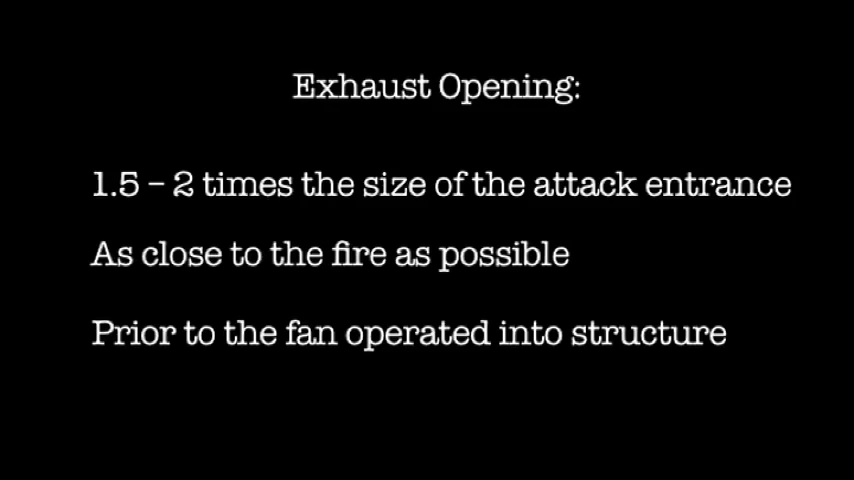 Exhaust Opening:
1.5 – 2 times the size of the attack entrance
As close to the fire as possible
Prior to the fan operated into structure